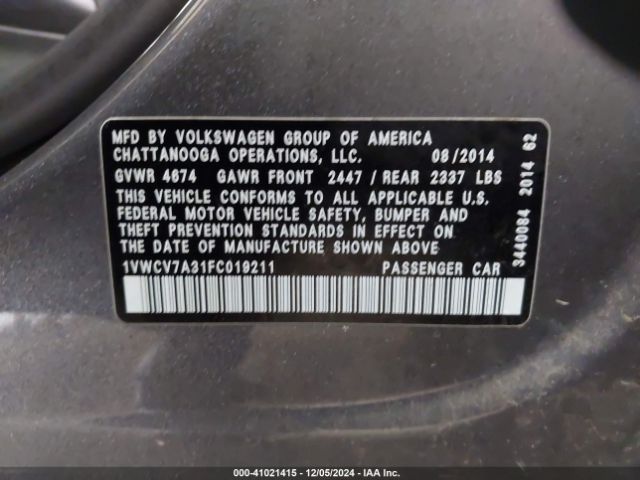 MFD BY VOLKSWAGEN GROUP OF AMERICA
CHATTANOOGA OPERATIONS, LLC. 08/2014
GVWR 4674 GAWR FRONT 2447 / REAR 2337 LBS
THIS VEHICLE CONFORMS TO ALL APPLICABLE U.S.
FEDERAL MOTOR VEHICLE SAFETY, BUMPER AND
THEFT PREVENTION STANDARDS IN EFFECT ON
THE DATE OF MANUFACTURE SHOWN ABOVE
1VWCV7A31FC019211 PASSENGER CAR
3440084 2014 62
000-41021415 - 12/05/2024 - IAA Inc.